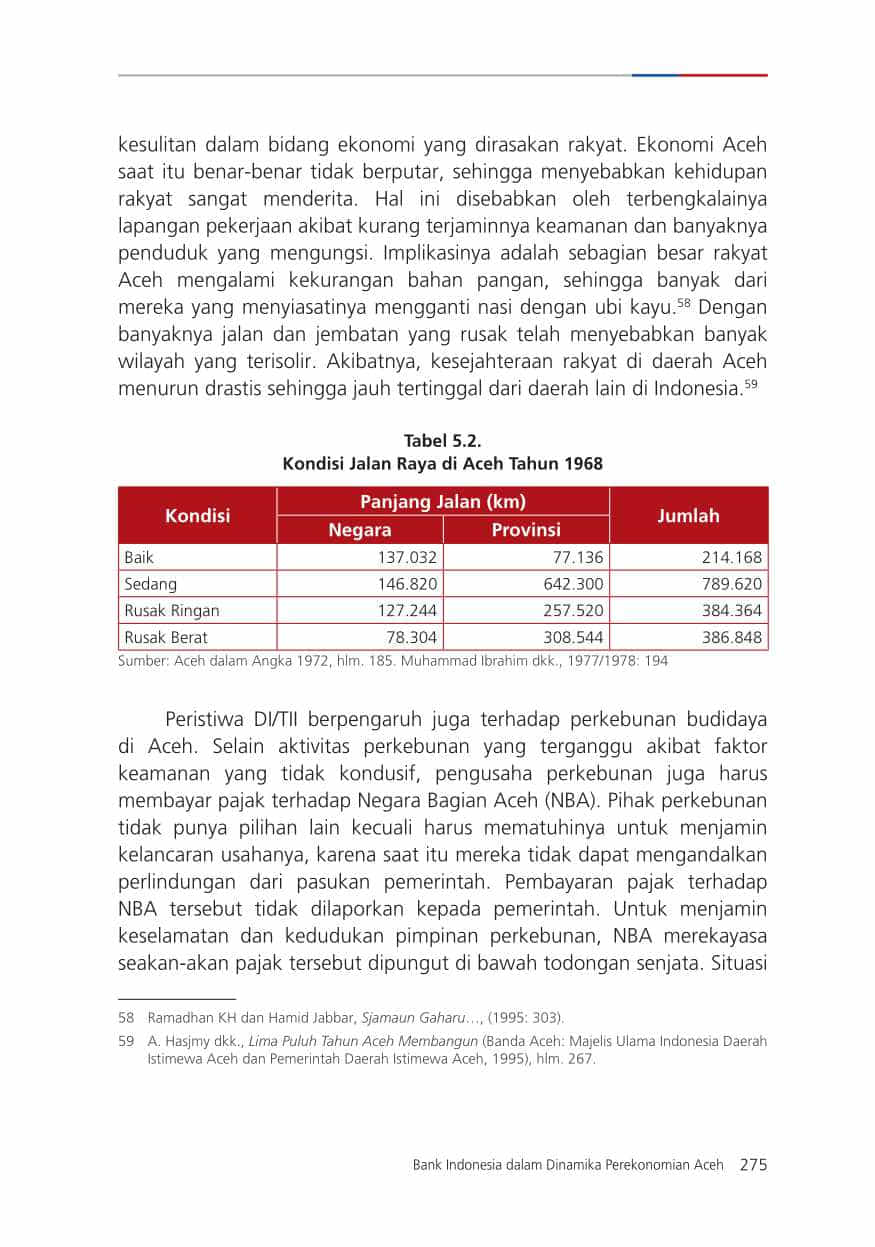 kesulitan dalam bidang ekonomi yang dirasakan rakyat. Ekonomi Aceh
saat itu benar-benar tidak berputar, sehingga menyebabkan kehidupan
rakyat sangat menderita. Hal ini disebabkan oleh terbengkalainya
lapangan pekerjaan akibat kurang terjaminnya keamanan dan banyaknya
penduduk yang mengungsi. Implikasinya adalah sebagian besar rakyat
Aceh mengalami kekurangan bahan pangan, sehingga banyak dari
mereka yang menyiasatinya mengganti nasi dengan ubi kayu.58 Dengan
banyaknya jalan dan jembatan yang rusak telah menyebabkan banyak
wilayah yang terisolir. Akibatnya, kesejahteraan rakyat di daerah Aceh
menurun drastis sehingga jauh tertinggal dari daerah lain di Indonesia.59
Tabel 5.2.
Kondisi Jalan Raya di Aceh Tahun 1968
Kondisi Panjang Jalan (km) Jumlah
Negara Provinsi
Baik 137.032 77.136 214.168
Sedang 146.820 642.300 789.620
Rusak Ringan 127.244 257.520 384.364
Rusak Berat 78.304 308.544 386.848
Sumber: Aceh dalam Angka 1972, hlm. 185. Muhammad Ibrahim dkk., 1977/1978: 194
Peristiwa DI/TII berpengaruh juga terhadap perkebunan budidaya
di Aceh. Selain aktivitas perkebunan yang terganggu akibat faktor
keamanan yang tidak kondusif, pengusaha perkebunan juga harus
membayar pajak terhadap Negara Bagian Aceh (NBA). Pihak perkebunan
tidak punya pilihan lain kecuali harus mematuhinya untuk menjamin
kelancaran usahanya, karena saat itu mereka tidak dapat mengandalkan
perlindungan dari pasukan pemerintah. Pembayaran pajak terhadap
NBA tersebut tidak dilaporkan kepada pemerintah. Untuk menjamin
keselamatan dan kedudukan pimpinan perkebunan, NBA merekayasa
seakan-akan pajak tersebut dipungut di bawah todongan senjata. Situasi
58 Ramadhan KH dan Hamid Jabbar, Sjamaun Gaharu…, (1995: 303).
59 A. Hasjmy dkk., Lima Puluh Tahun Aceh Membangun (Banda Aceh: Majelis Ulama Indonesia Daerah
Istimewa Aceh dan Pemerintah Daerah Istimewa Aceh, 1995), hlm. 267.
Bank Indonesia dalam Dinamika Perekonomian Aceh 275